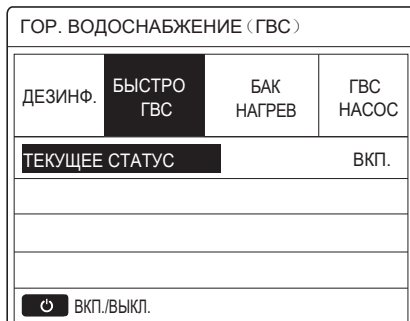 ГОР. ВОДОСНАБЖЕНИЕ（ГВС）
ДЕЗИНФ.
БЫСТРО
ГВС
БАК
НАГРЕВ
ГВС
НАСОС
ТЕКУЩЕЕ СТАТУС ВКП.
ВКП./ВЫКЛ.